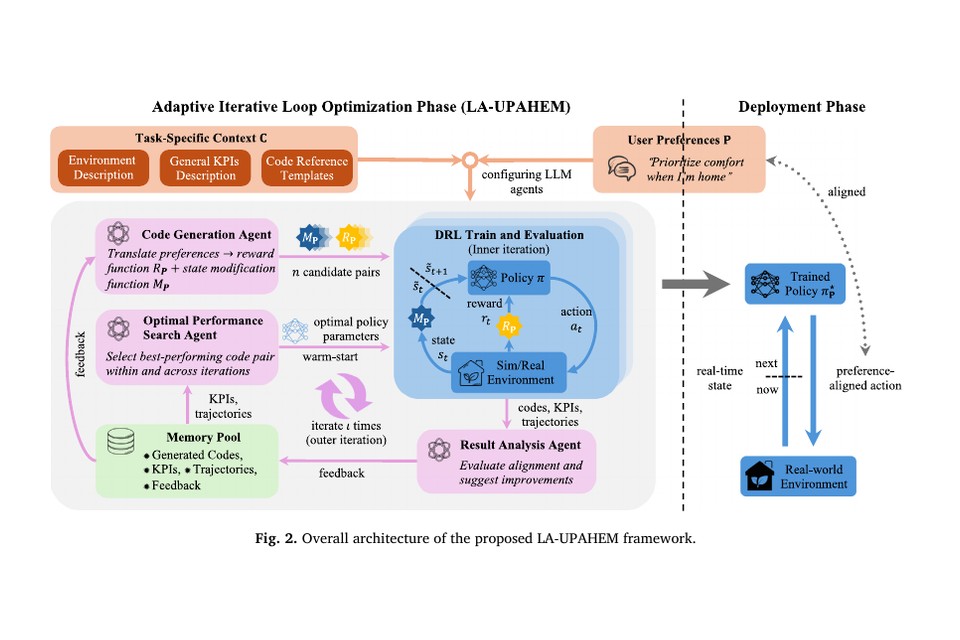 Adaptive Iterative Loop Optimization Phase (LA-UPAHEM)
Deployment Phase
Task-Specific Context C
Environment
Description
General KPIs
Description
Code Reference
Templates
configuring LLM
agents
User Preferences P
"Prioritize comfort
when I'm home"
aligned
Code Generation Agent
Translate preferences → reward
function R_P + state modification
function M_P
M_P
R_P
n candidate pairs
Optimal Performance
Search Agent
Select best-performing code pair
within and across iterations
optimal policy
parameters
warm-start
feedback
KPIs,
trajectories
iterate ι times
(outer iteration)
Memory Pool
✹ Generated Codes,
✹ KPIs, ✹ Trajectories,
✹ Feedback
feedback
DRL Train and Evaluation
(Inner iteration)
s̃_{t+1}
s̃_t
Policy π
reward
r_t
action
a_t
M_P
R_P
state
s_t
Sim/Real
Environment
codes, KPIs,
trajectories
Result Analysis Agent
Evaluate alignment and
suggest improvements
Trained
Policy π*_P
real-time
state
next
now
preference-
aligned action
Real-world
Environment
Fig. 2. Overall architecture of the proposed LA-UPAHEM framework.